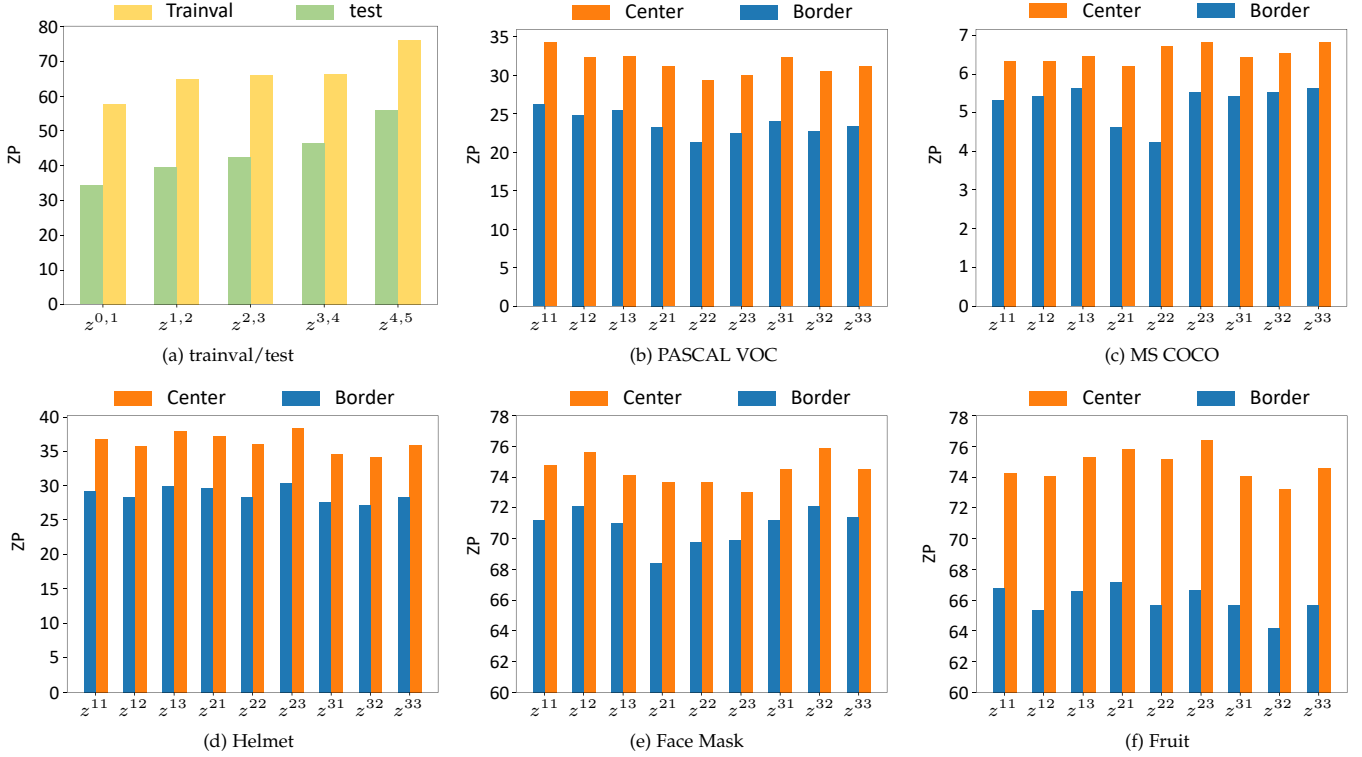 Trainval test
ZP
80
70
60
50
40
30
20
10
0
z^{0,1} z^{1,2} z^{2,3} z^{3,4} z^{4,5}
(a) trainval/test
Center Border
ZP
35
30
25
20
15
10
5
0
z^{11} z^{12} z^{13} z^{21} z^{22} z^{23} z^{31} z^{32} z^{33}
(b) PASCAL VOC
Center Border
ZP
7
6
5
4
3
2
1
0
z^{11} z^{12} z^{13} z^{21} z^{22} z^{23} z^{31} z^{32} z^{33}
(c) MS COCO
Center Border
ZP
40
35
30
25
20
15
10
5
0
z^{11} z^{12} z^{13} z^{21} z^{22} z^{23} z^{31} z^{32} z^{33}
(d) Helmet
Center Border
ZP
78
76
74
72
70
68
66
64
62
60
z^{11} z^{12} z^{13} z^{21} z^{22} z^{23} z^{31} z^{32} z^{33}
(e) Face Mask
Center Border
ZP
78
76
74
72
70
68
66
64
62
60
z^{11} z^{12} z^{13} z^{21} z^{22} z^{23} z^{31} z^{32} z^{33}
(f) Fruit